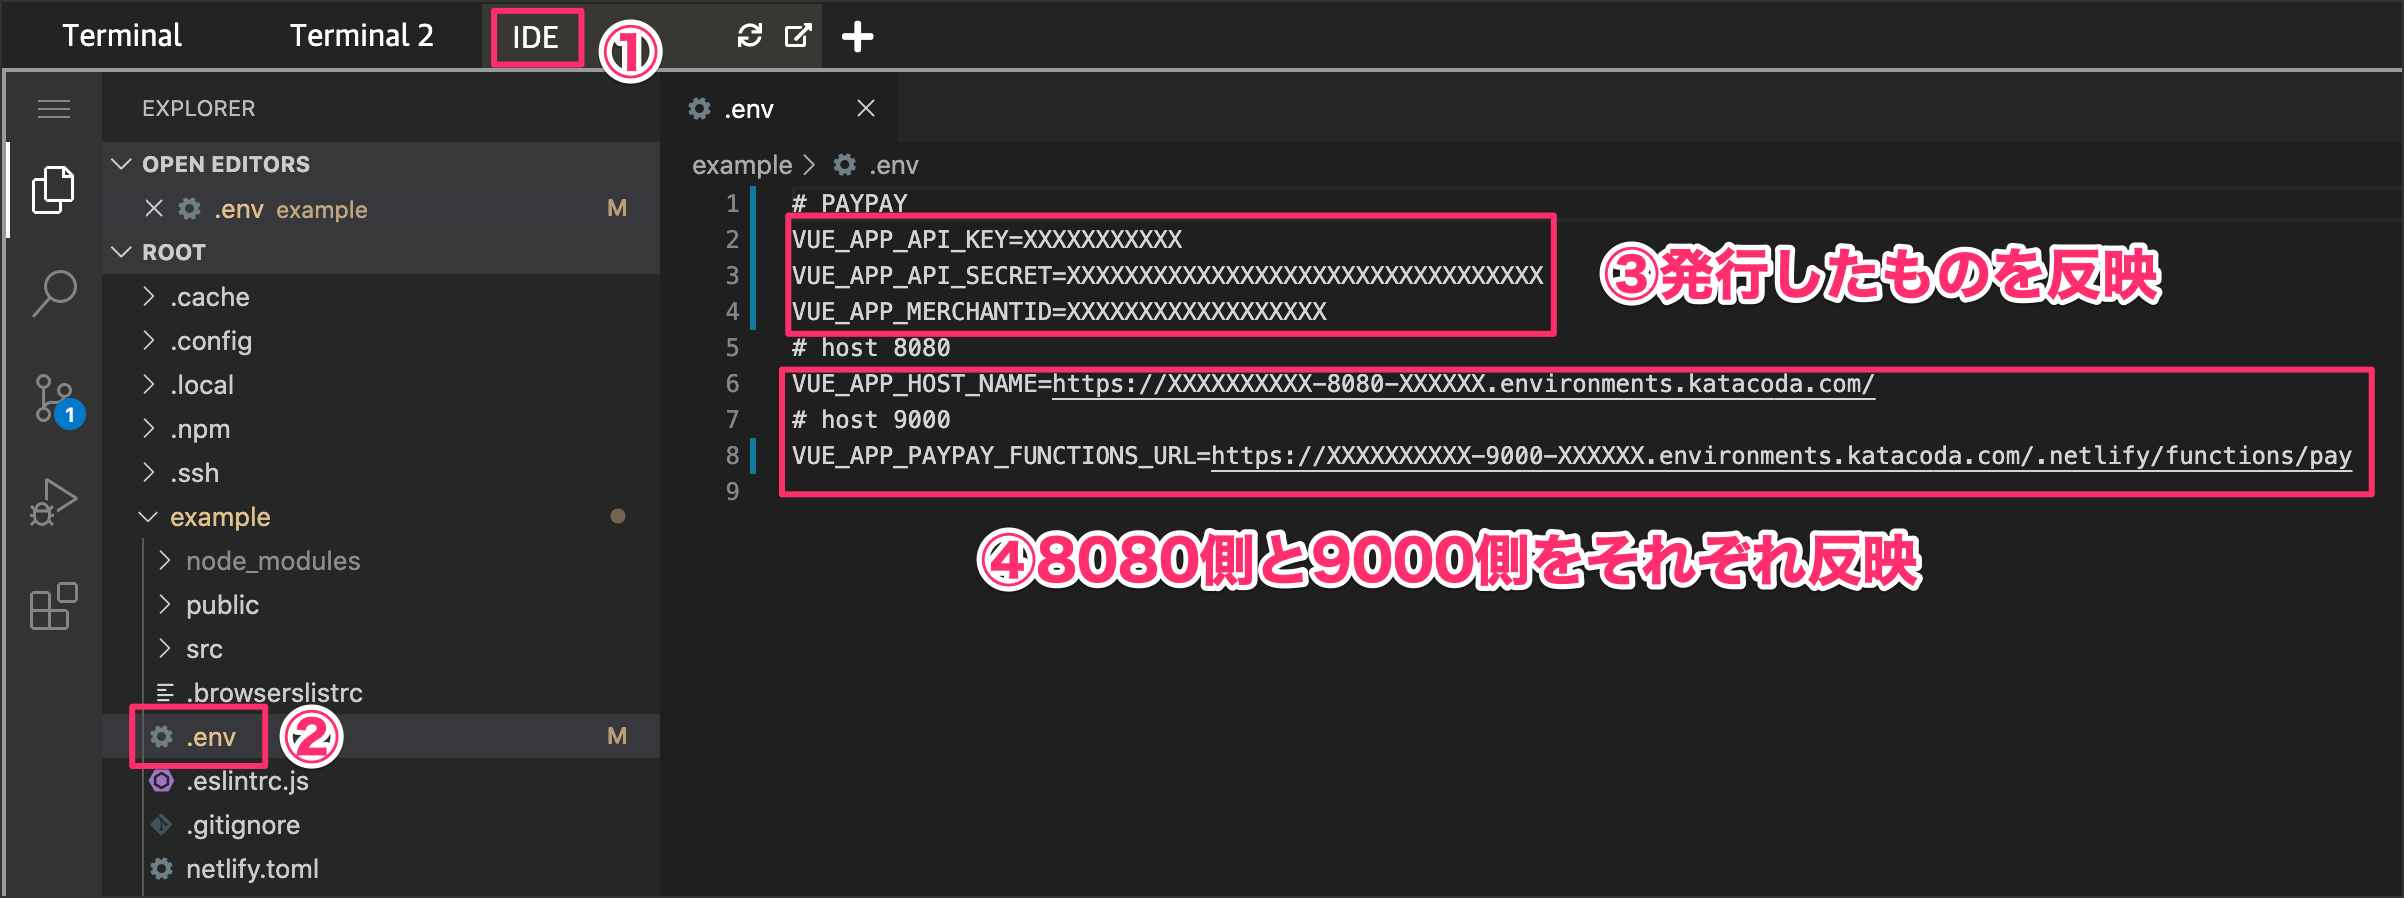 Terminal
Terminal 2
IDE
①
EXPLORER
OPEN EDITORS
.env example M
ROOT
.cache
.config
.local
.npm
.ssh
example
node_modules
public
src
.browserslistrc
.env ② M
.eslintrc.js
.gitignore
netlify.toml
1
.env
example > .env
1 # PAYPAY
2 VUE_APP_API_KEY=XXXXXXXXXXX
3 VUE_APP_API_SECRET=XXXXXXXXXXXXXXXXXXXXXXXXXXXXXXXXX
4 VUE_APP_MERCHANTID=XXXXXXXXXXXXXXXXXX
5 # host 8080
6 VUE_APP_HOST_NAME=https://XXXXXXXXXX-8080-XXXXXX.environments.katacoda.com/
7 # host 9000
8 VUE_APP_PAYPAY_FUNCTIONS_URL=https://XXXXXXXXXX-9000-XXXXXX.environments.katacoda.com/.netlify/functions/pay
9
③発行したものを反映
④8080側と9000側をそれぞれ反映